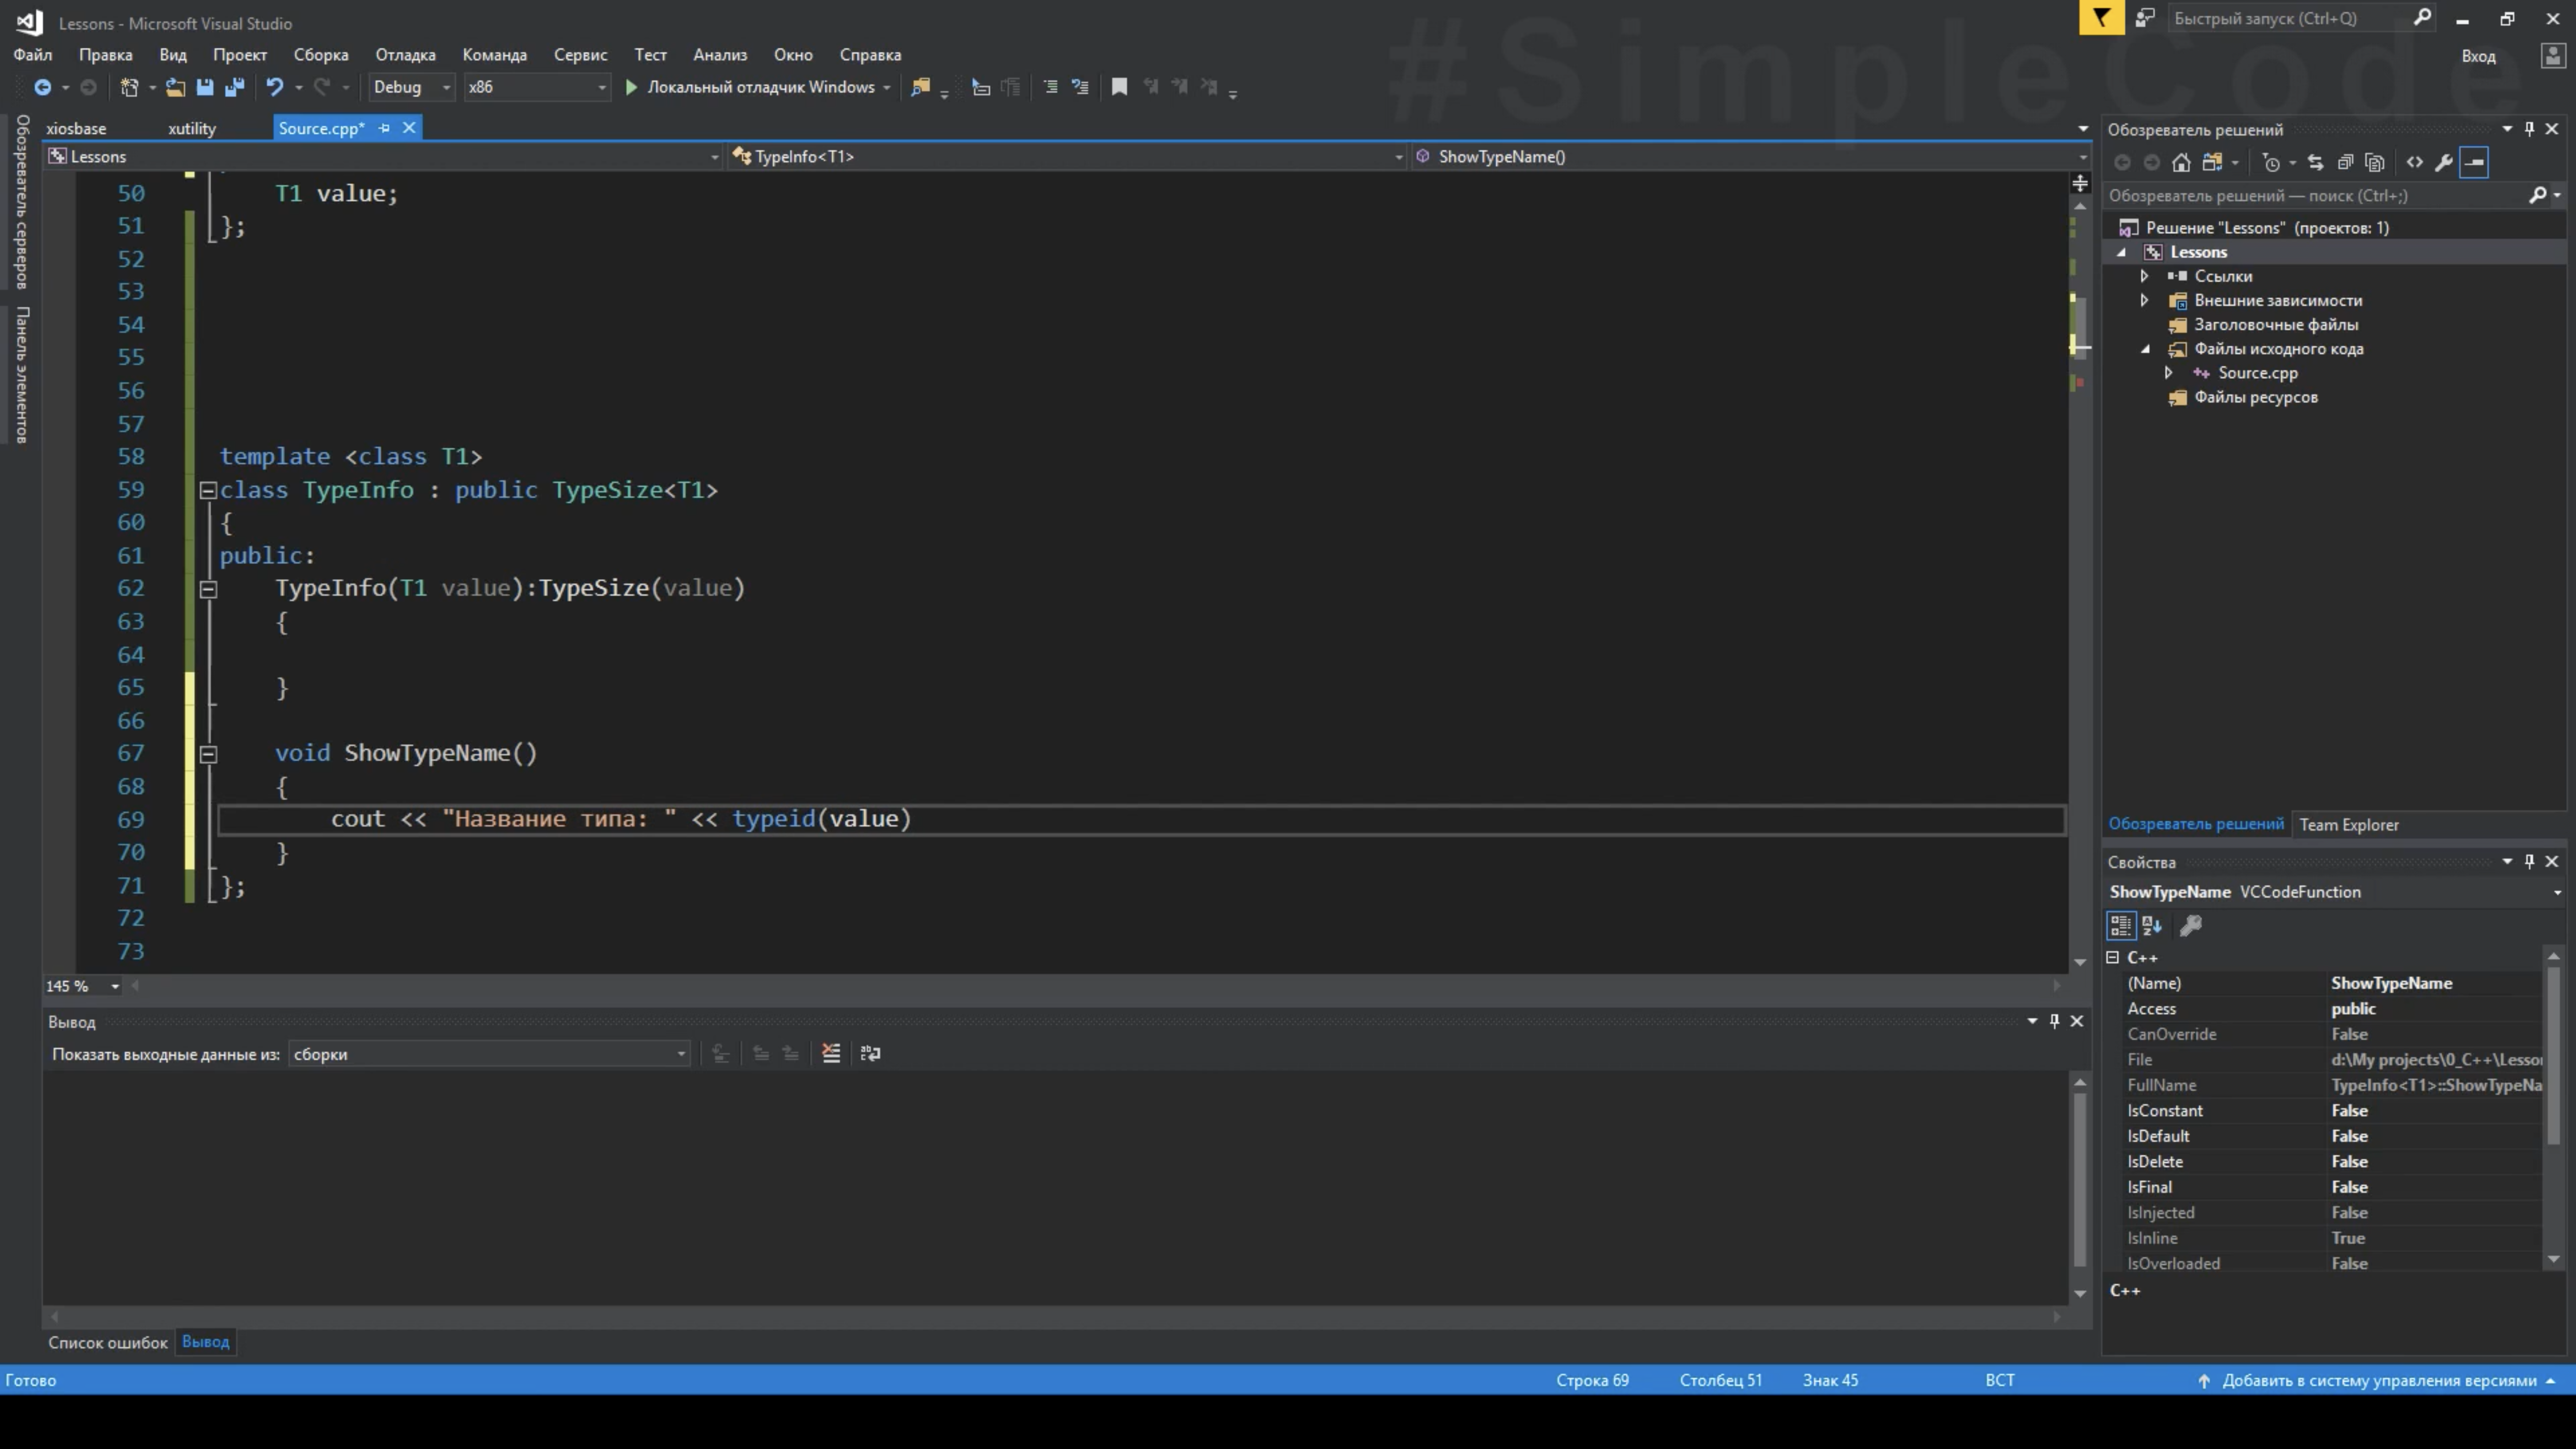 Lessons - Microsoft Visual Studio
#SimpleCode
Быстрый запуск (Ctrl+Q)
Файл Правка Вид Проект Сборка Отладка Команда Сервис Тест Анализ Окно Справка
Вход
Debug x86 Локальный отладчик Windows
Обозреватель серверов
Панель элементов
xiosbase xutility Source.cpp*
Lessons TypeInfo<T1> ShowTypeName()
50 T1 value;
51 };
52
53
54
55
56
57
58 template <class T1>
59 class TypeInfo : public TypeSize<T1>
60 {
61 public:
62 TypeInfo(T1 value):TypeSize(value)
63 {
64
65 }
66
67 void ShowTypeName()
68 {
69 cout << "Название типа: " << typeid(value)
70 }
71 };
72
73
145 %
Вывод
Показать выходные данные из: сборки
Список ошибок Вывод
Обозреватель решений
Обозреватель решений — поиск (Ctrl+;)
Решение "Lessons" (проектов: 1)
Lessons
Ссылки
Внешние зависимости
Заголовочные файлы
Файлы исходного кода
Source.cpp
Файлы ресурсов
Обозреватель решений Team Explorer
Свойства
ShowTypeName VCCodeFunction
C++
(Name) ShowTypeName
Access public
CanOverride False
File d:\My projects\0_C++\Lesso
FullName TypeInfo<T1>::ShowTypeNa
IsConstant False
IsDefault False
IsDelete False
IsFinal False
IsInjected False
IsInline True
IsOverloaded False
C++
Готово Строка 69 Столбец 51 Знак 45 ВСТ Добавить в систему управления версиями